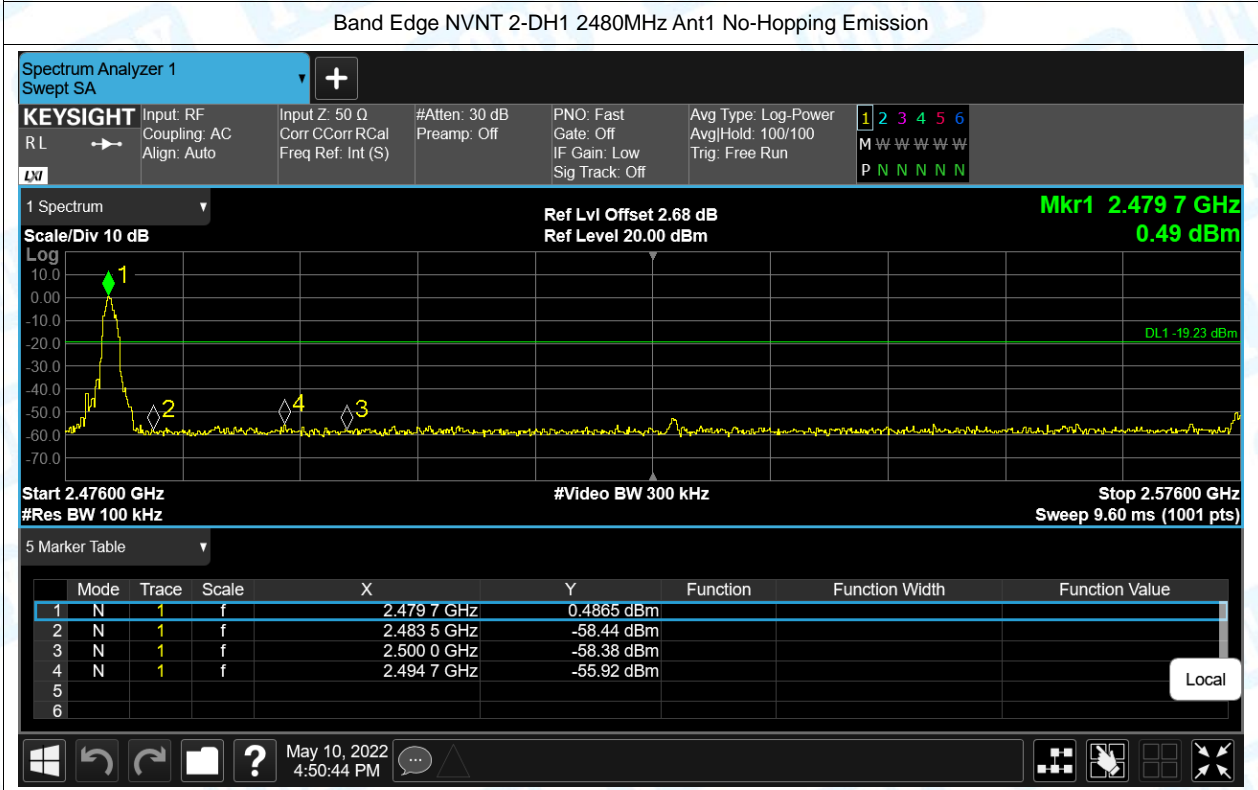 Band Edge NVNT 2-DH1 2480MHz Ant1 No-Hopping Emission
Spectrum Analyzer 1
Swept SA
KEYSIGHT
RL
LXI
Input: RF
Coupling: AC
Align: Auto
Input Z: 50 Ω
Corr CCorr RCal
Freq Ref: Int (S)
#Atten: 30 dB
Preamp: Off
PNO: Fast
Gate: Off
IF Gain: Low
Sig Track: Off
Avg Type: Log-Power
Avg|Hold: 100/100
Trig: Free Run
1 2 3 4 5 6
M W W W W W
P N N N N N
1 Spectrum
Scale/Div 10 dB
Ref Lvl Offset 2.68 dB
Ref Level 20.00 dBm
Mkr1 2.479 7 GHz
0.49 dBm
Log
10.0
0.00
-10.0
-20.0
-30.0
-40.0
-50.0
-60.0
-70.0
1
2
4
3
DL1 -19.23 dBm
Start 2.47600 GHz
#Video BW 300 kHz
Stop 2.57600 GHz
#Res BW 100 kHz
Sweep 9.60 ms (1001 pts)
5 Marker Table
Mode Trace Scale X Y Function Function Width Function Value
1 N 1 f 2.479 7 GHz 0.4865 dBm
2 N 1 f 2.483 5 GHz -58.44 dBm
3 N 1 f 2.500 0 GHz -58.38 dBm
4 N 1 f 2.494 7 GHz -55.92 dBm
5
6
Local
?
May 10, 2022
4:50:44 PM